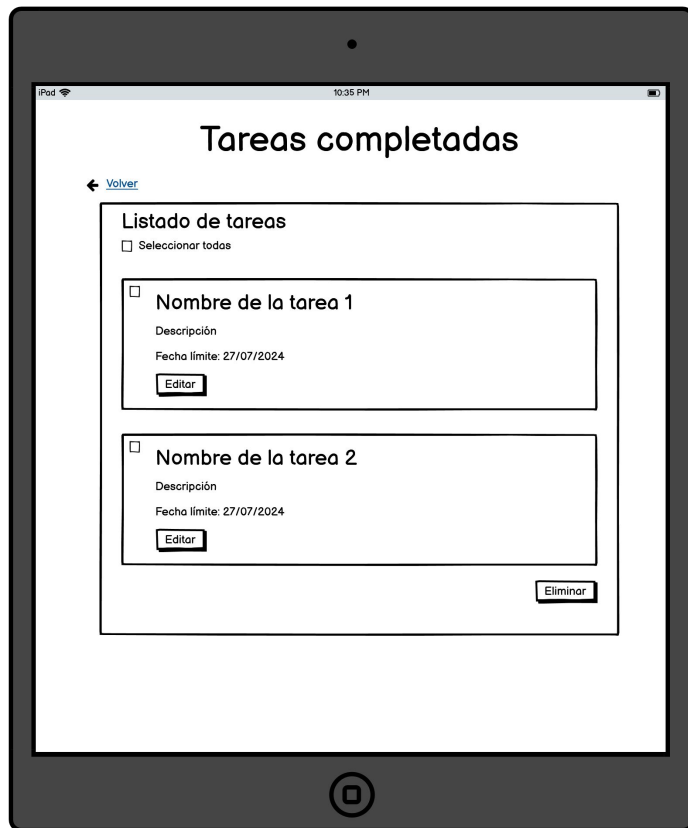 iPad
10:35 PM
Tareas completadas
Volver
Listado de tareas
Seleccionar todas
Nombre de la tarea 1
Descripción
Fecha límite: 27/07/2024
Editar
Nombre de la tarea 2
Descripción
Fecha límite: 27/07/2024
Editar
Eliminar